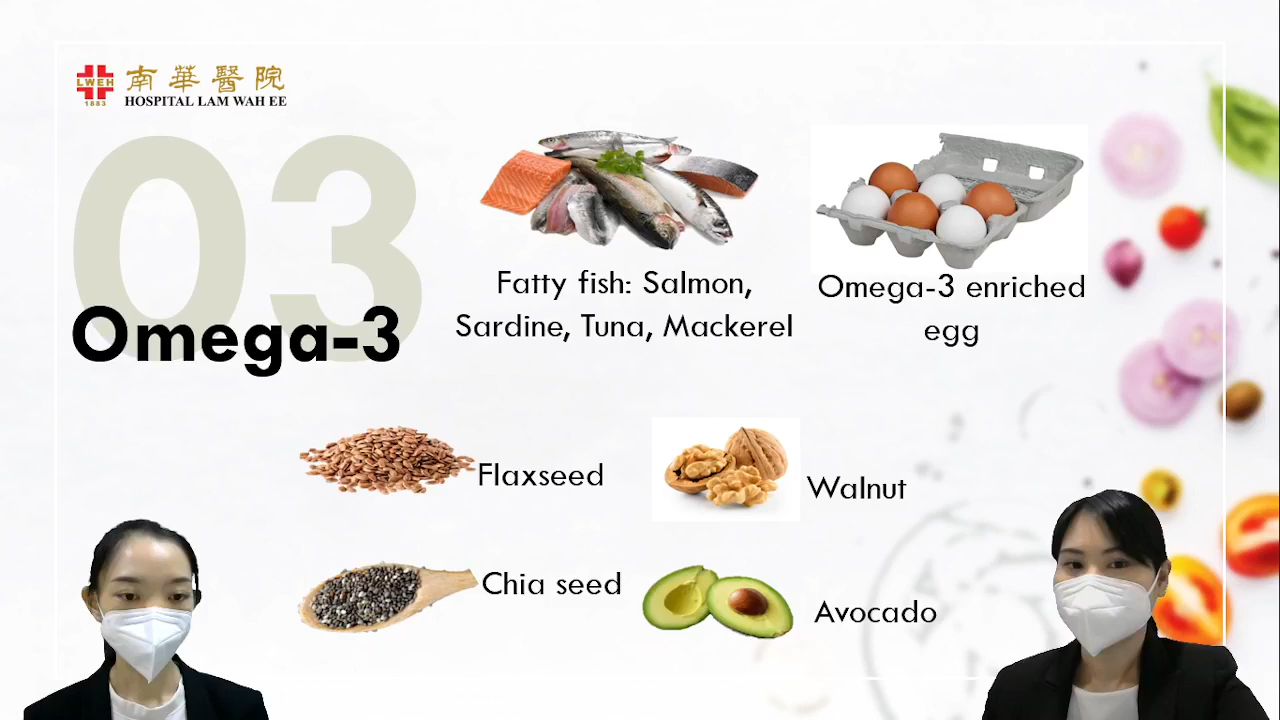 LWEH
1883
南華醫院
HOSPITAL LAM WAH EE
03
Omega-3
Fatty fish: Salmon,
Sardine, Tuna, Mackerel
Omega-3 enriched
egg
Flaxseed
Walnut
Chia seed
Avocado